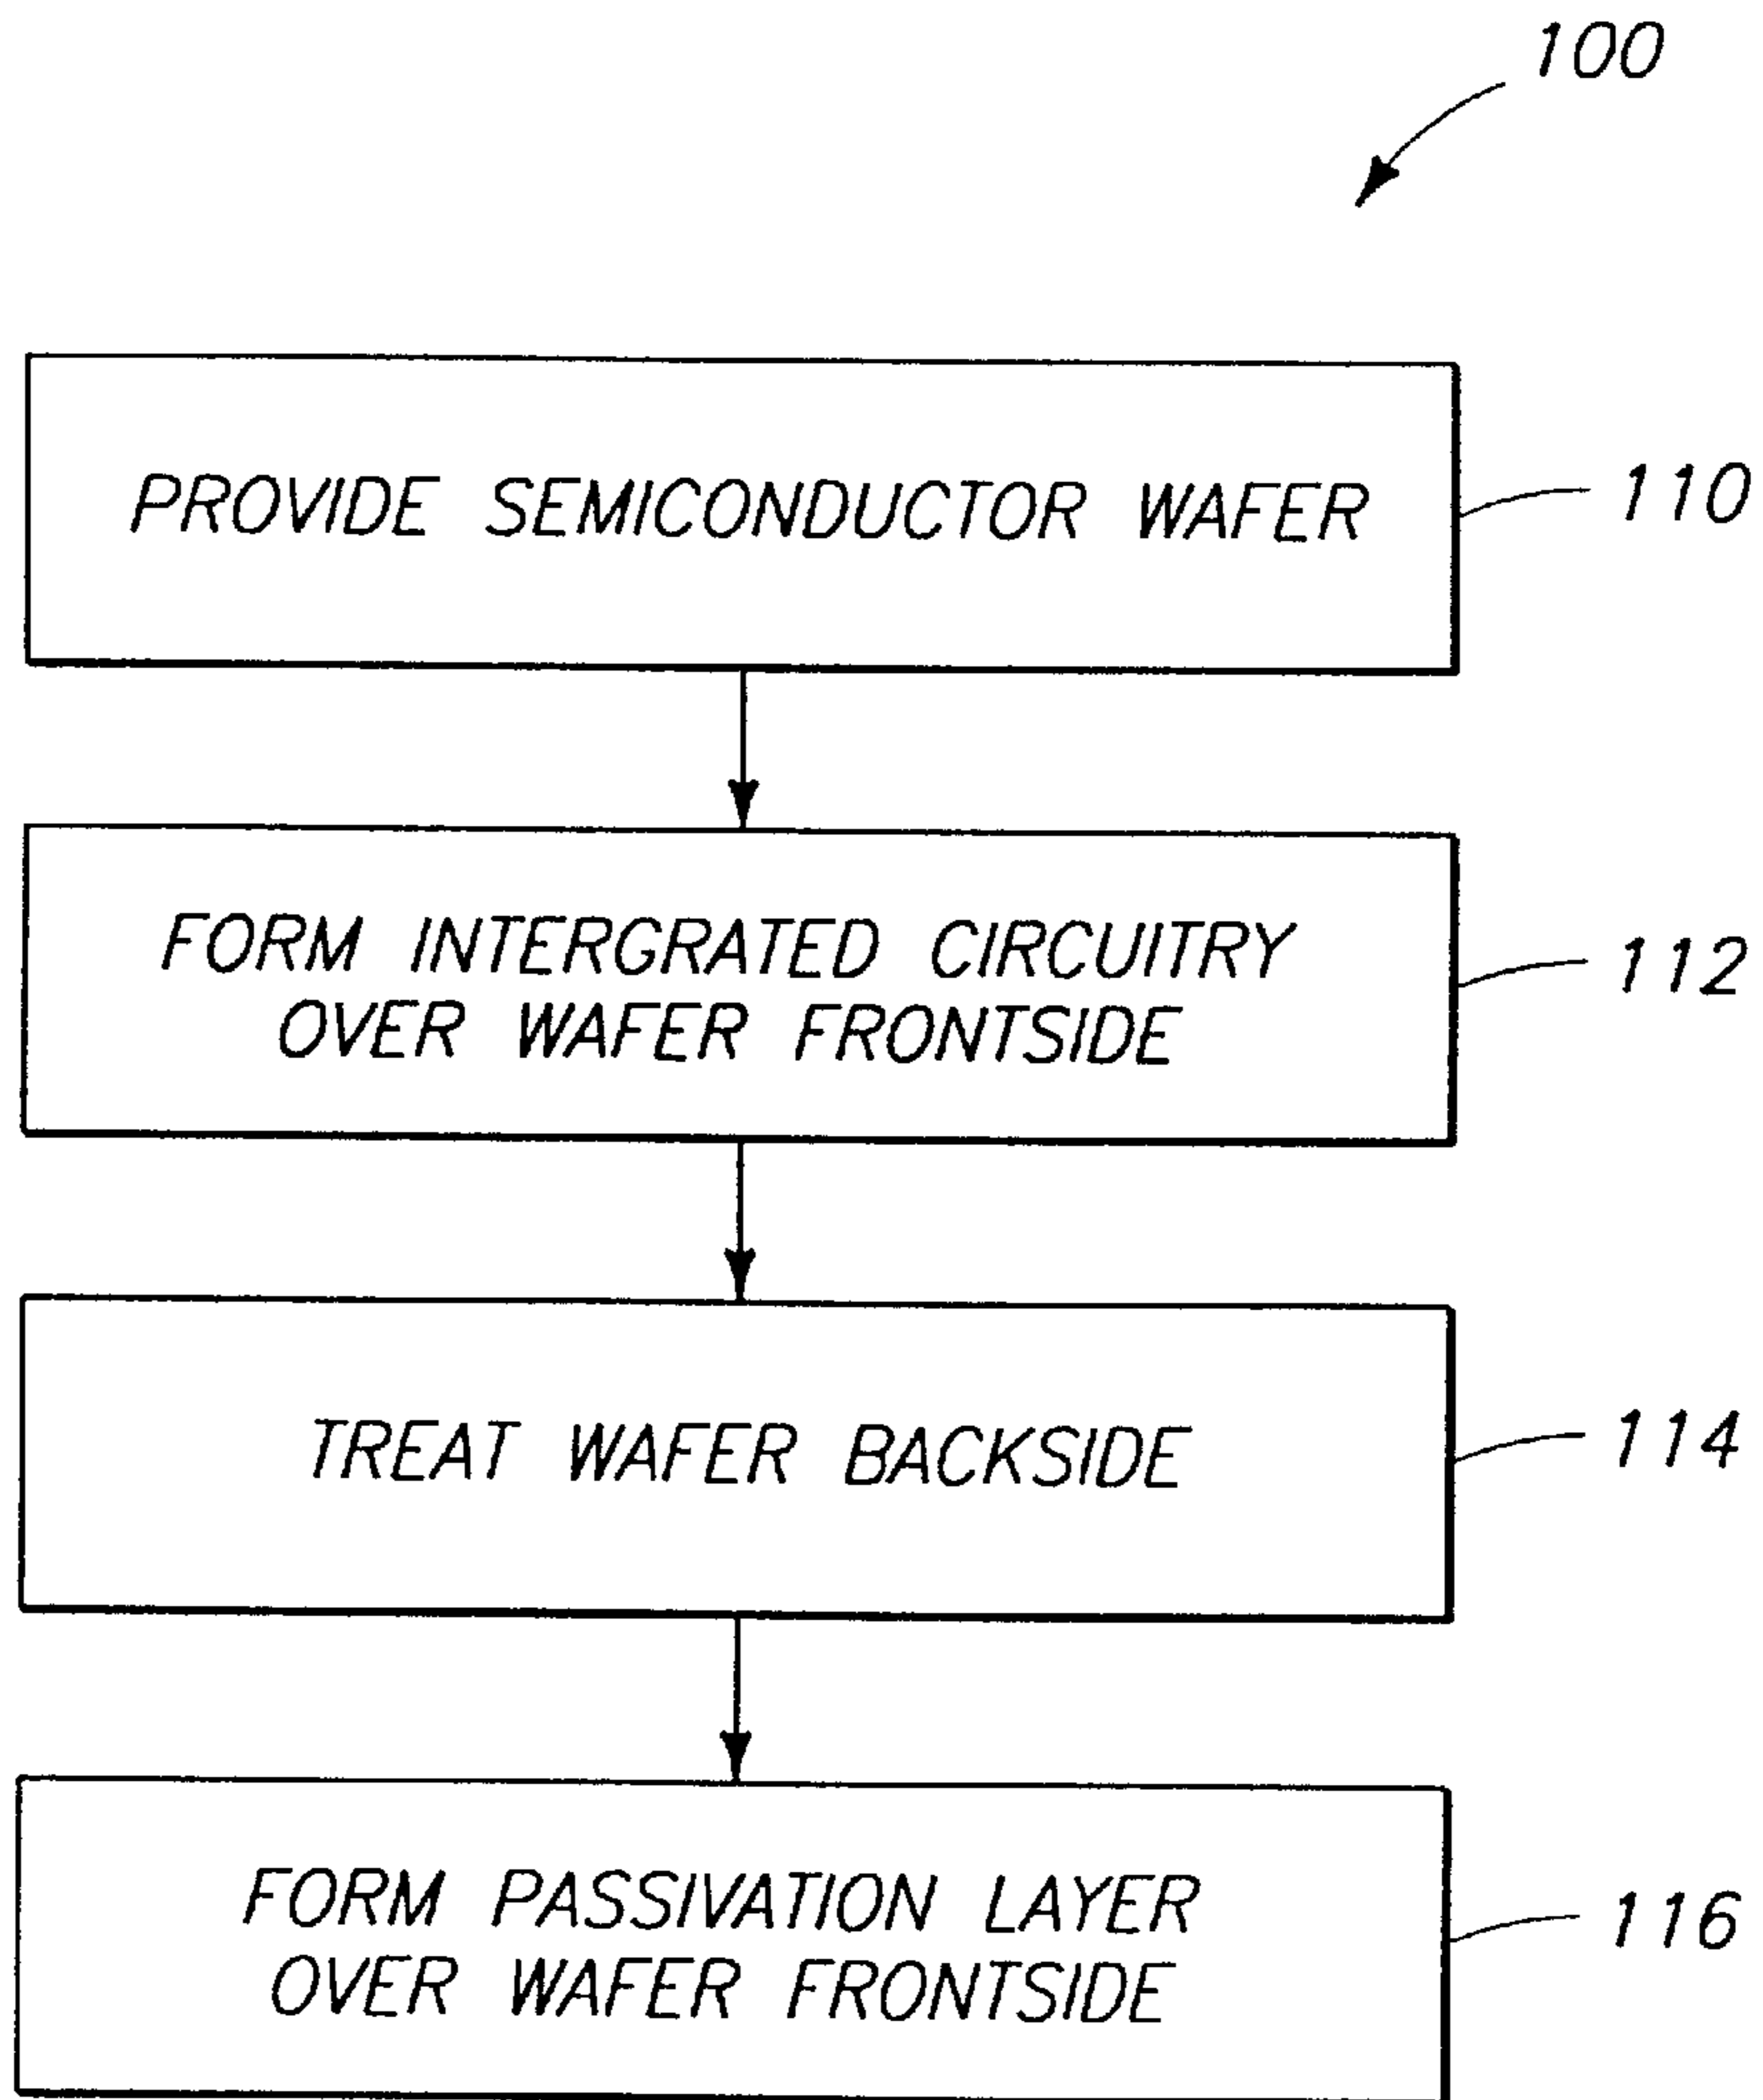 100
PROVIDE SEMICONDUCTOR WAFER
110
FORM INTERGRATED CIRCUITRY
OVER WAFER FRONTSIDE
112
TREAT WAFER BACKSIDE
114
FORM PASSIVATION LAYER
OVER WAFER FRONTSIDE
116